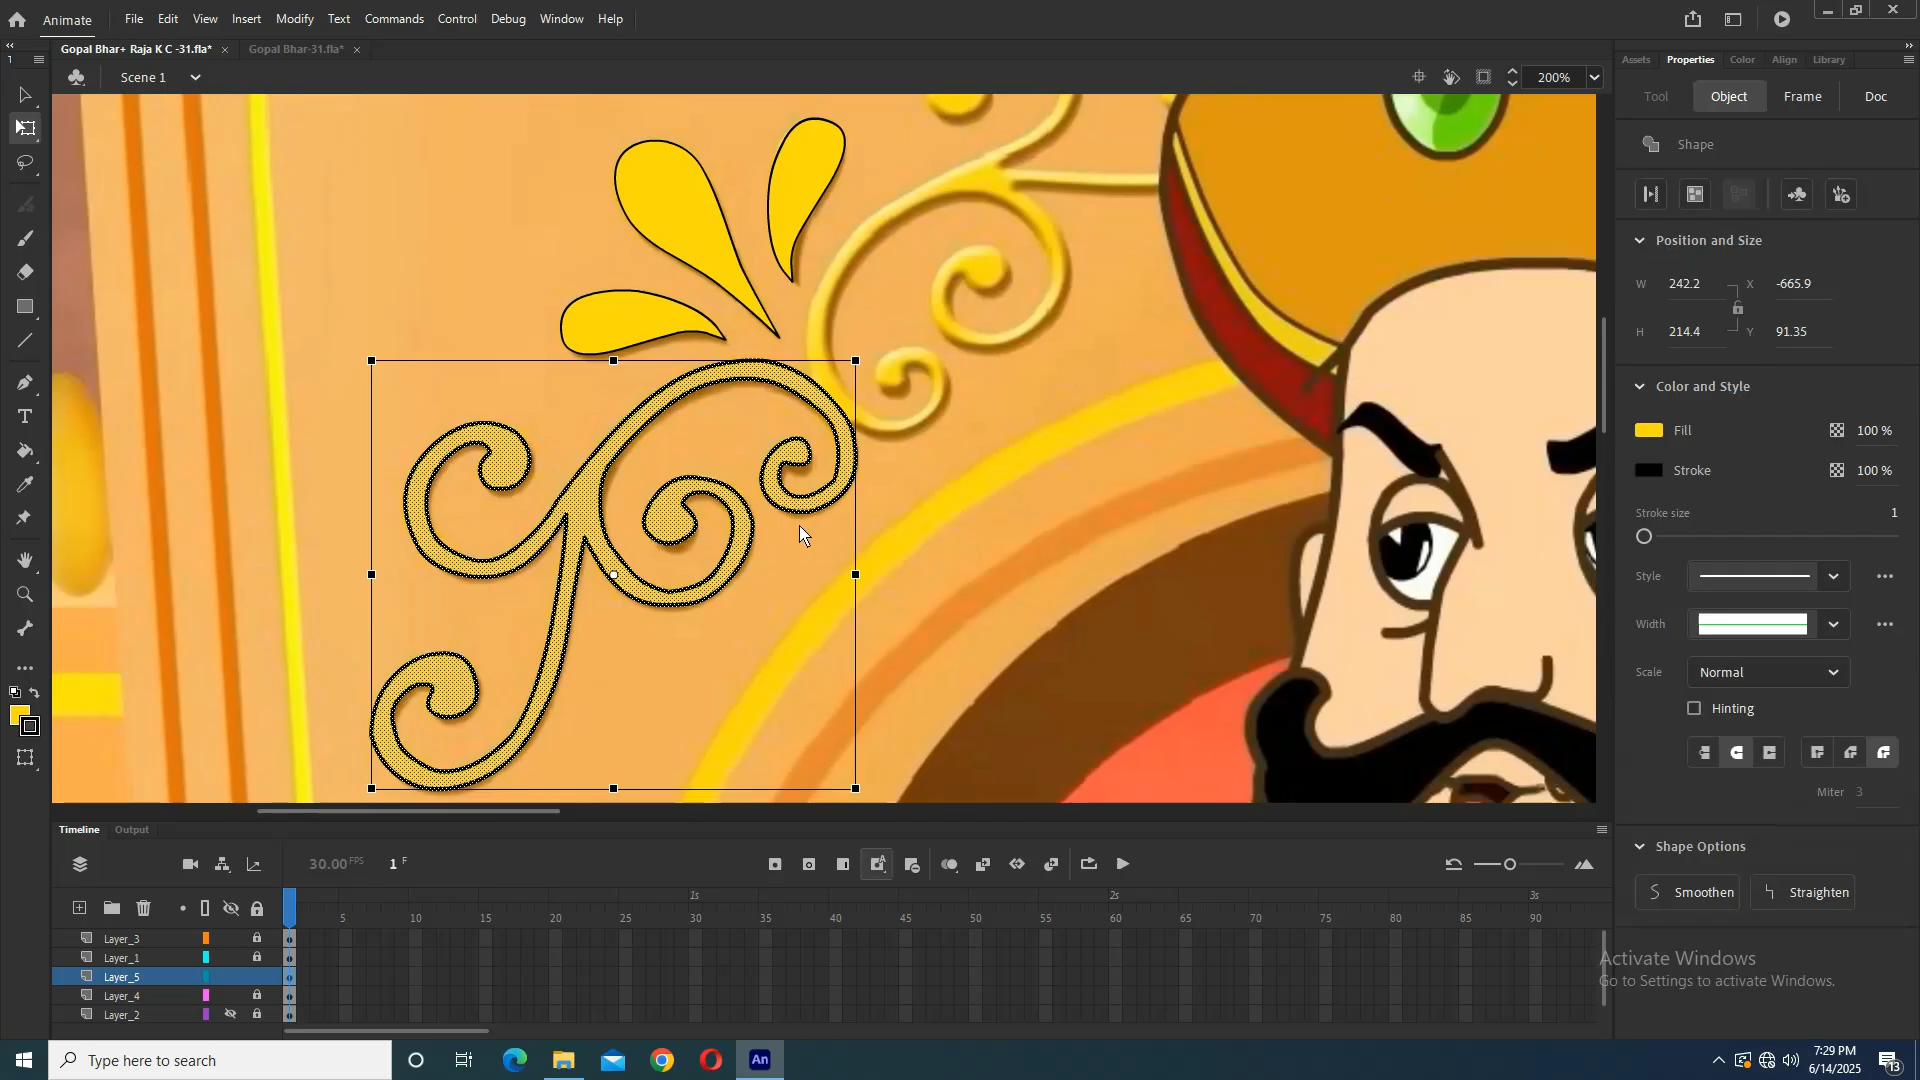 Animate File Edit View Insert Modify Text Commands Control Debug Window Help
Gopal Bhar+ Raja K C -31.fla* × Gopal Bhar-31.fla* ×
1 Assets Properties Color Align Library
Scene 1 200%
Tool Object Frame Doc
Shape
Position and Size
W 242.2 X -665.9
H 214.4 Y 91.35
Color and Style
Fill 100 %
Stroke 100 %
Stroke size 1
Style
Width
Scale Normal
Hinting
Miter 3
Timeline Output
Shape Options
30.00 FPS 1 F
Smoothen Straighten
1s 2s 3s
5 10 15 20 25 30 35 40 45 50 55 60 65 70 75 80 85 90
Layer_3
Layer_1
Layer_5
Layer_4
Layer_2
Activate Windows
Go to Settings to activate Windows.
Type here to search
An
7:29 PM
6/14/2025
13